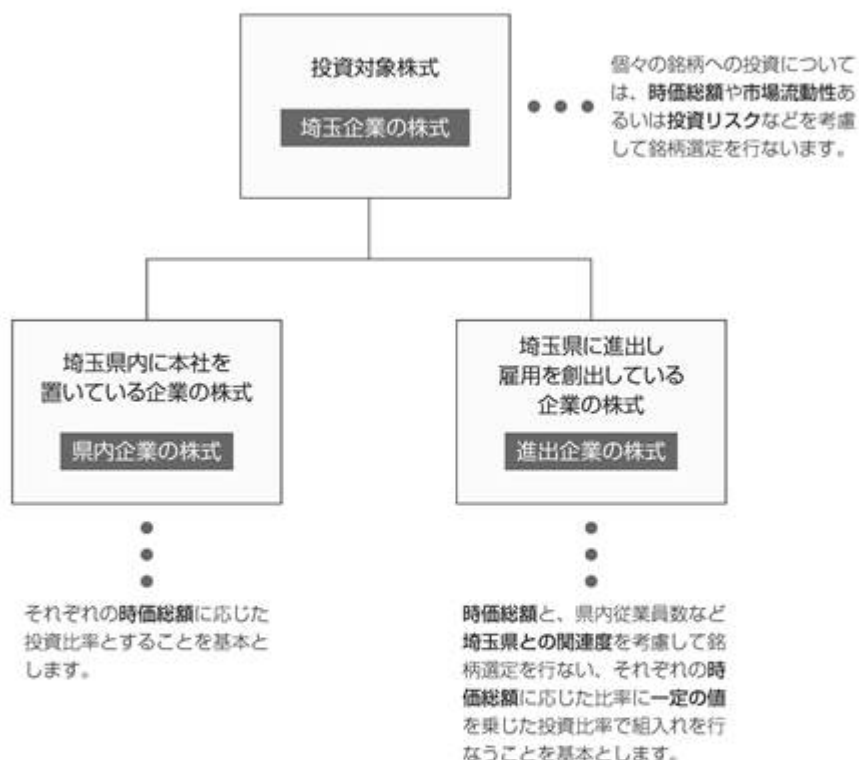 投資対象株式
埼玉企業の株式
個々の銘柄への投資について
は、時価総額や市場流動性あ
るいは投資リスクなどを考慮
して銘柄選定を行ないます。
埼玉県内に本社を
置いている企業の株式
県内企業の株式
それぞれの時価総額に応じた
投資比率とすることを基本と
します。
埼玉県に進出し
雇用を創出している
企業の株式
進出企業の株式
時価総額と、県内従業員数など
埼玉県との関連度を考慮して銘
柄選定を行ない、それぞれの時
価総額に応じた比率に一定の値
を乗じた投資比率で組入れを行
なうことを基本とします。